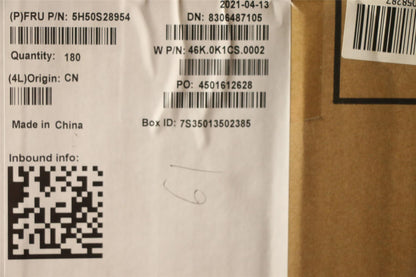 2021-04-13
(P)FRU P/N: 5H50S28954
DN: 8306487105
W P/N: 46K.0K1CS.0002
Quantity: 180
(4L)Origin: CN
PO: 4501612628
Made in China
Box ID: 7S35013502385
Inbound info: